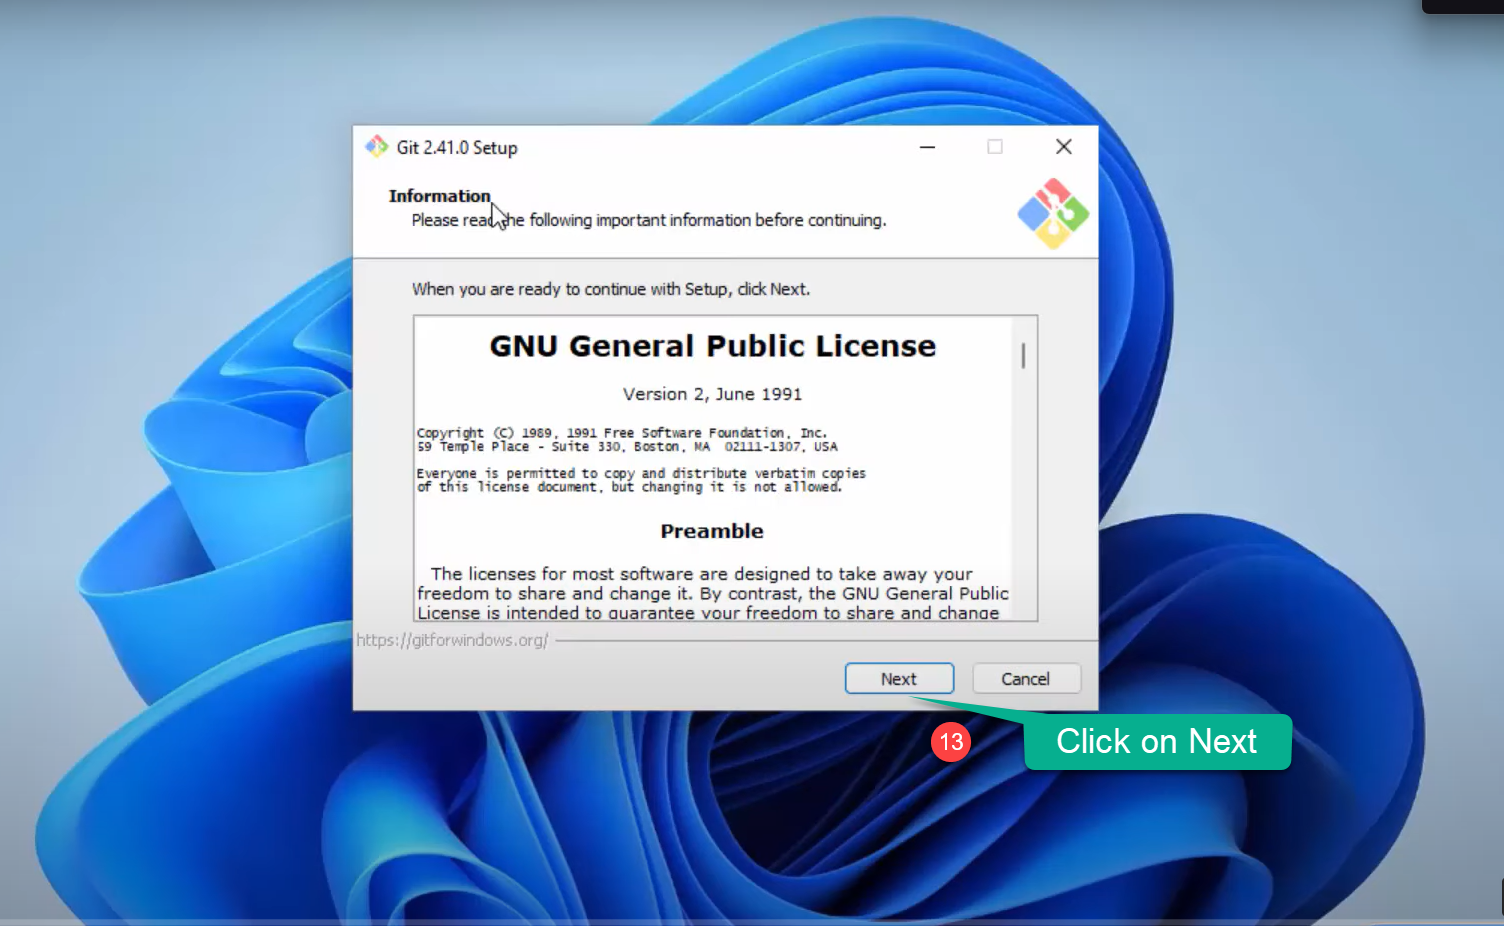 Git 2.41.0 Setup
Information
Please read the following important information before continuing.
When you are ready to continue with Setup, click Next.
GNU General Public License
Version 2, June 1991
Copyright (C) 1989, 1991 Free Software Foundation, Inc.
59 Temple Place - Suite 330, Boston, MA  02111-1307, USA
Everyone is permitted to copy and distribute verbatim copies
of this license document, but changing it is not allowed.
Preamble
The licenses for most software are designed to take away your
freedom to share and change it. By contrast, the GNU General Public
License is intended to guarantee your freedom to share and change
https://gitforwindows.org/
Next
Cancel
13
Click on Next